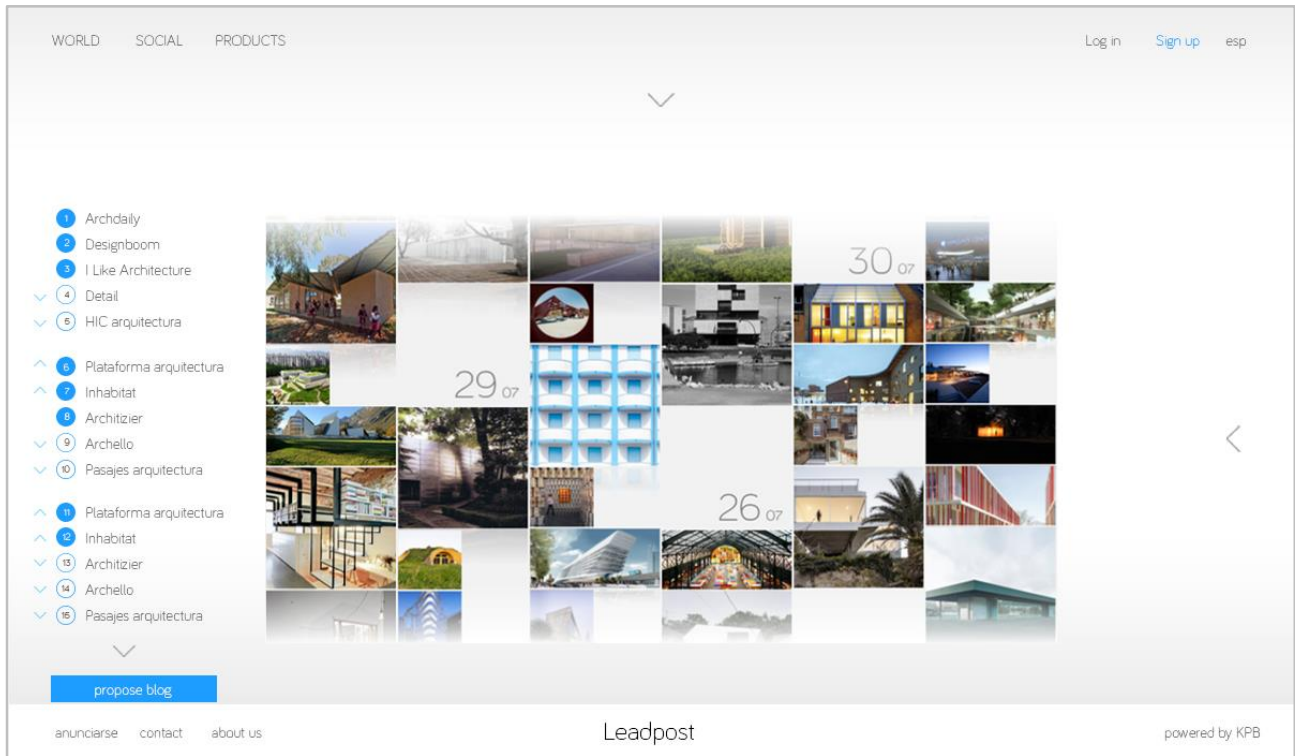 WORLD SOCIAL PRODUCTS Log in Sign up esp
1 Archdaily
2 Designboom
3 I Like Architecture
4 Detail
5 HIC arquitectura
6 Plataforma arquitectura
7 Inhabitat
8 Architizier
9 Archello
10 Pasajes arquitectura
11 Plataforma arquitectura
12 Inhabitat
13 Architizier
14 Archello
15 Pasajes arquitectura
30 07
29 07
26 07
propose blog
anunciarse contact about us Leadpost powered by KPB